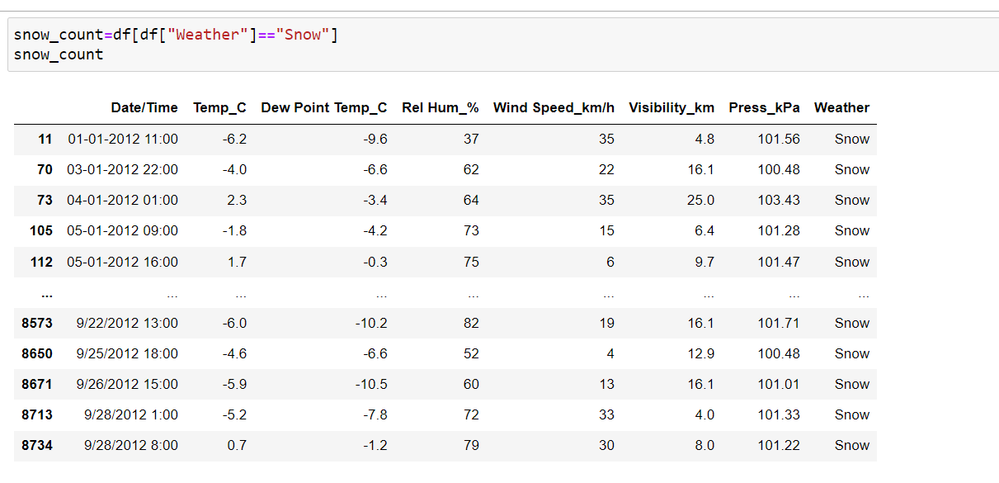 snow_count=df[df["Weather"]=="Snow"]
snow_count
Date/Time Temp_C Dew Point Temp_C Rel Hum_% Wind Speed_km/h Visibility_km Press_kPa Weather
11 01-01-2012 11:00 -6.2 -9.6 37 35 4.8 101.56 Snow
70 03-01-2012 22:00 -4.0 -6.6 62 22 16.1 100.48 Snow
73 04-01-2012 01:00 2.3 -3.4 64 35 25.0 103.43 Snow
105 05-01-2012 09:00 -1.8 -4.2 73 15 6.4 101.28 Snow
112 05-01-2012 16:00 1.7 -0.3 75 6 9.7 101.47 Snow
... ... ... ... ... ... ... ... ...
8573 9/22/2012 13:00 -6.0 -10.2 82 19 16.1 101.71 Snow
8650 9/25/2012 18:00 -4.6 -6.6 52 4 12.9 100.48 Snow
8671 9/26/2012 15:00 -5.9 -10.5 60 13 16.1 101.01 Snow
8713 9/28/2012 1:00 -5.2 -7.8 72 33 4.0 101.33 Snow
8734 9/28/2012 8:00 0.7 -1.2 79 30 8.0 101.22 Snow